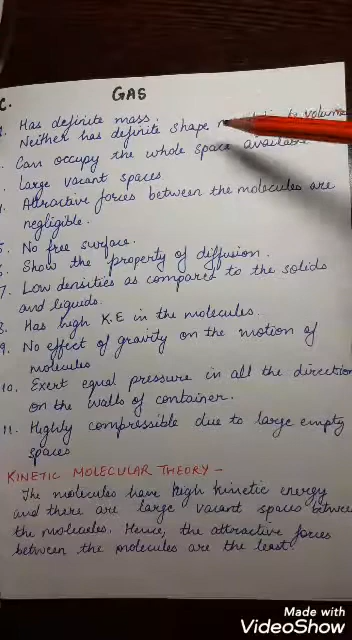 C.
GAS
Has definite mass.
Neither has definite shape volume
Can occupy the whole space available
Large vacant spaces.
Attractive forces between the molecules are
negligible.
5. No free surface.
6. Show the property of diffusion.
7. Low densities as compared to the solids
and liquids.
8. Has high K.E in the molecules.
9. No effect of gravity on the motion of
molecules
10. Exert equal pressure in all the direction
on the walls of container.
11. Highly compressible due to large empty
spaces
KINETIC MOLECULAR THEORY -
The molecules have high kinetic energy
and there are large vacant spaces between
the molecules. Hence, the attractive forces
between the molecules are the least.
Made with
VideoShow